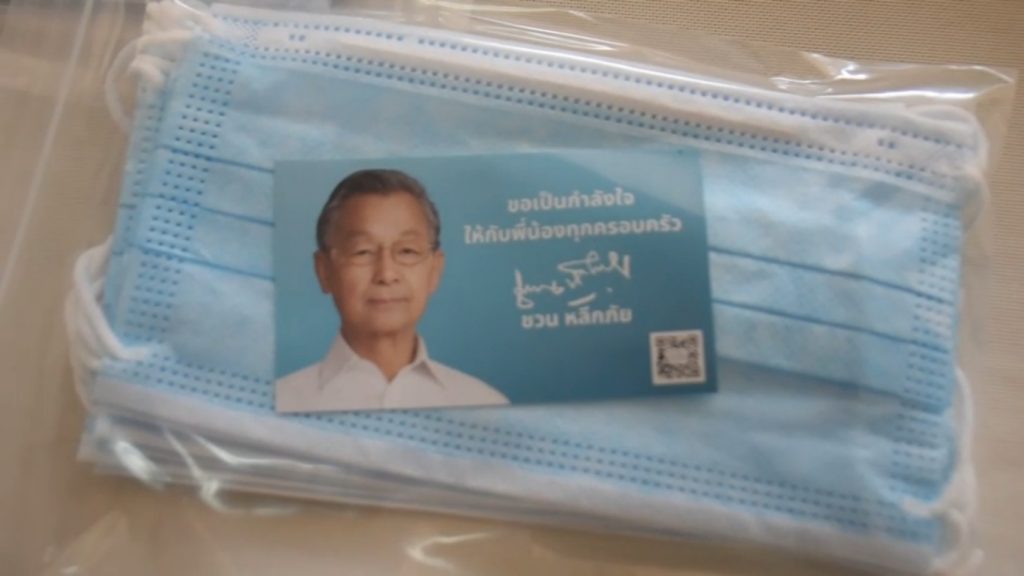 ขอเป็นกำลังใจ
ให้กับพี่น้องทุกครอบครัว
ชวน หลีกภัย